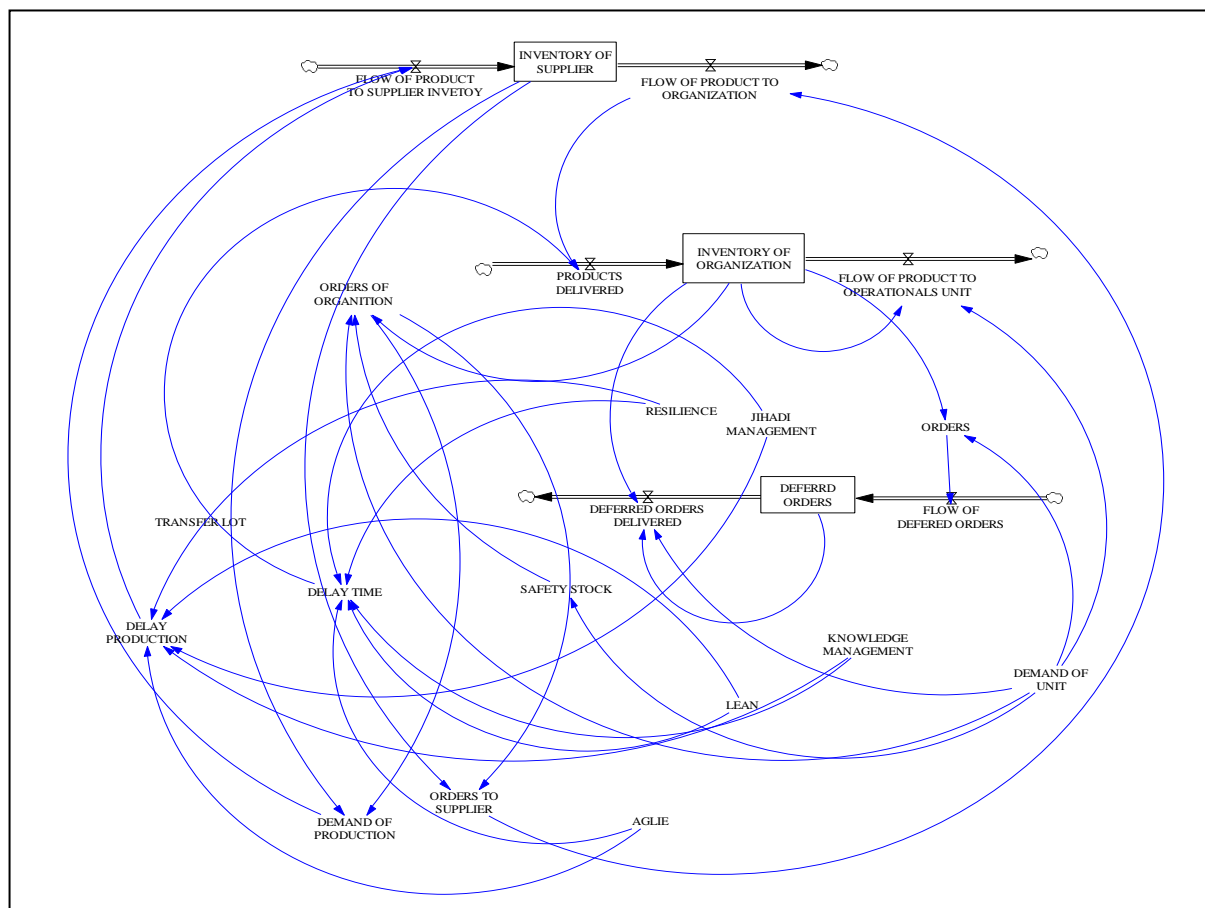 INVENTORY OF
SUPPLIER
FLOW OF PRODUCT
TO SUPPLIER INVETOY
FLOW OF PRODUCT TO
ORGANIZATION
INVENTORY OF
ORGANIZATION
PRODUCTS
DELIVERED
FLOW OF PRODUCT TO
OPERATIONALS UNIT
ORDERS OF
ORGANITION
RESILIENCE
JIHADI
MANAGEMENT
ORDERS
DEFERRD
ORDERS
DEFERRED ORDERS
DELIVERED
FLOW OF
DEFERED ORDERS
TRANSFER LOT
DELAY TIME
SAFETY STOCK
DELAY
PRODUCTION
KNOWLEDGE
MANAGEMENT
DEMAND OF
UNIT
LEAN
ORDERS TO
SUPPLIER
DEMAND OF
PRODUCTION
AGLIE